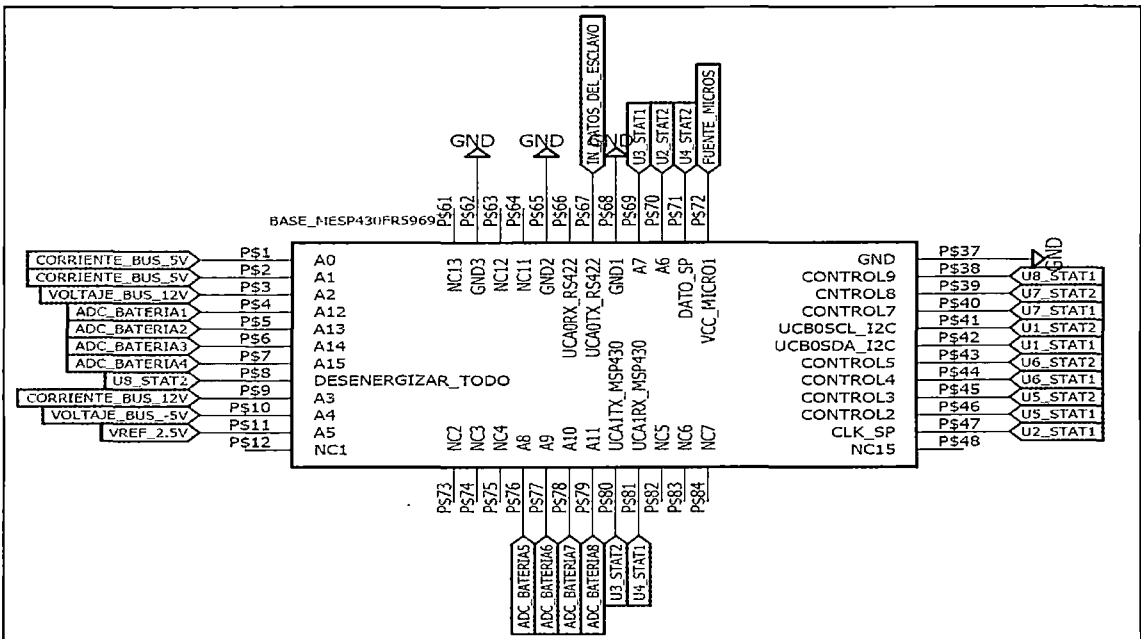 IN_DATOS_DEL_ESCLAVO
U3_STAT1
U2_STAT2
U4_STAT2
FUENTE_MICROS
GND
GND
GND
P$61
P$62
P$63
P$64
P$65
P$66
P$67
P$68
P$69
P$70
P$71
P$72
BASE_MESP430FR5969
NC13
GND3
NC12
NC11
GND2
UCA0RX_RS422
UCA0TX_RS422
GND1
A7
A6
DATO_SP
VCC_MICRO1
CORRIENTE_BUS_5V P$1 A0
CORRIENTE_BUS_5V P$2 A1
VOLTAJE_BUS_12V P$3 A2
ADC_BATERIA1 P$4 A12
ADC_BATERIA2 P$5 A13
ADC_BATERIA3 P$6 A14
ADC_BATERIA4 P$7 A15
U8_STAT2 P$8 DESENERGIZAR_TODO
CORRIENTE_BUS_12V P$9 A3
VOLTAJE_BUS_-5V P$10 A4
VREF_2.5V P$11 A5
P$12 NC1
GND P$37 GND
CONTROL9 P$38 U8_STAT1
CNTROL8 P$39 U7_STAT2
CONTROL7 P$40 U7_STAT1
UCB0SCL_I2C P$41 U1_STAT2
UCB0SDA_I2C P$42 U1_STAT1
CONTROL5 P$43 U6_STAT2
CONTROL4 P$44 U6_STAT1
CONTROL3 P$45 U5_STAT2
CONTROL2 P$46 U5_STAT1
CLK_SP P$47 U2_STAT1
NC15 P$48
NC2
NC3
NC4
A8
A9
A10
A11
UCA1TX_MSP430
UCA1RX_MSP430
NC5
NC6
NC7
P$73
P$74
P$75
P$76
P$77
P$78
P$79
P$80
P$81
P$82
P$83
P$84
ADC_BATERIA5
ADC_BATERIA6
ADC_BATERIA7
ADC_BATERIA8
U3_STAT2
U4_STAT1